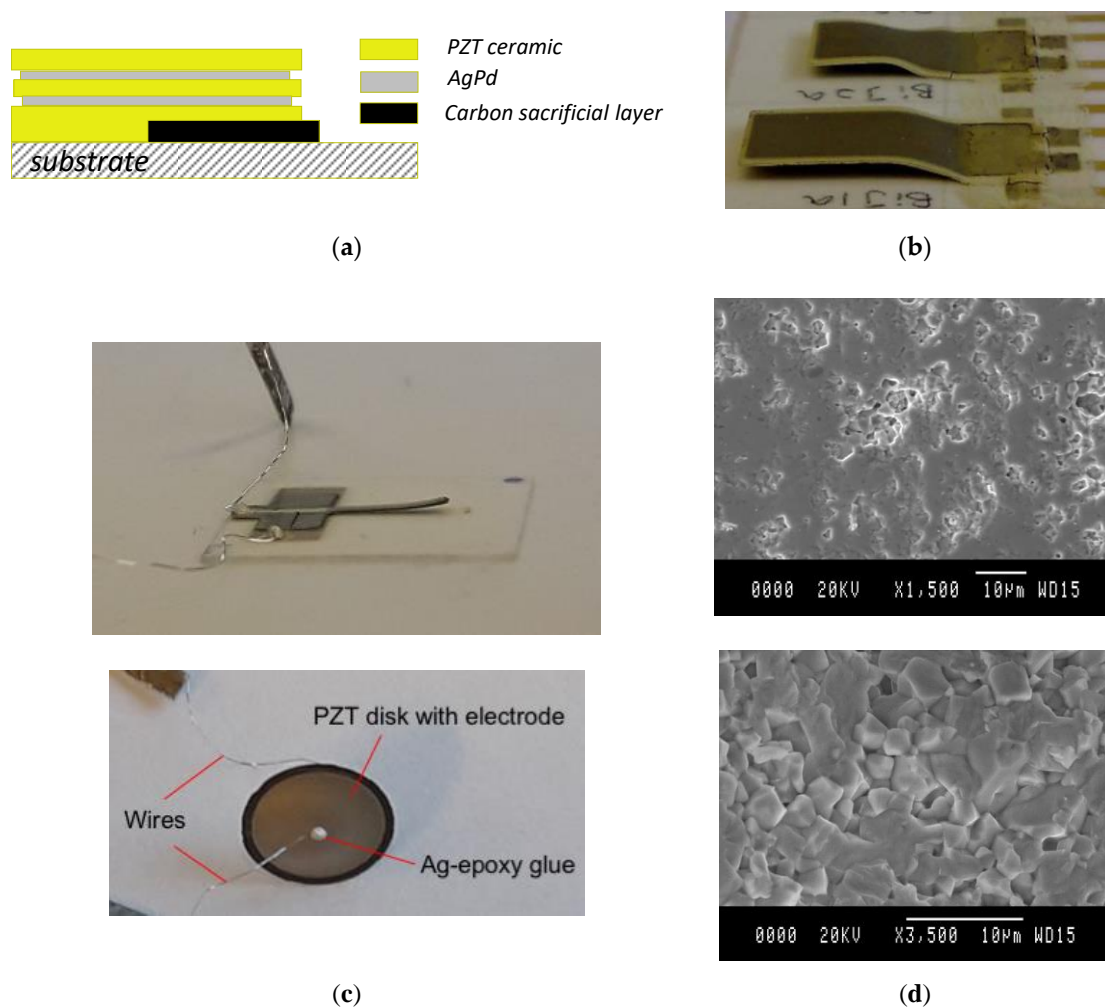 PZT ceramic
AgPd
Carbon sacrificial layer
substrate
(a)
(b)
0000 20KV X1,500 10µm WD15
PZT disk with electrode
Wires
Ag-epoxy glue
0000 20KV X3,500 10µm WD15
(c)
(d)